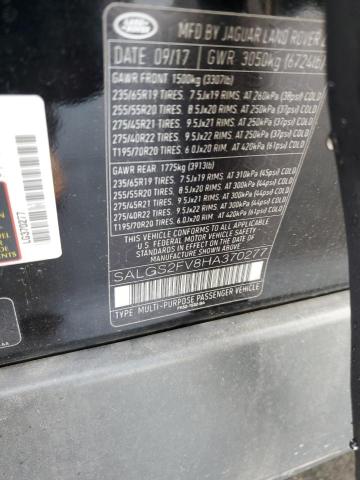 LAND ROVER
MFD BY JAGUAR LAND ROVER
DATE 09/17 GWR 3050kg (6724lb)
GAWR FRONT 1500kg (3307lb)
235/65R19 TIRES 7.5Jx19 RIMS, AT 260kPa (38psi) COLD
255/55R20 TIRES 8.5Jx20 RIMS, AT 250kPa (37psi) COLD
275/45R21 TIRES 9.5Jx21 RIMS, AT 250kPa (37psi) COLD
275/40R22 TIRES 9.5Jx22 RIMS, AT 250kPa (37psi) COLD
T195/70R20 TIRES 6.0Jx20 RIMS, AT 420kPa (61psi) COLD
GAWR REAR 1775kg (3913lb)
235/65R19 TIRES 7.5Jx19 RIMS, AT 310kPa (45psi) COLD
255/55R20 TIRES 8.5Jx20 RIMS, AT 300kPa (44psi) COLD
275/45R21 TIRES 9.5Jx21 RIMS, AT 300kPa (44psi) COLD
275/40R22 TIRES 9.5Jx22 RIMS, AT 300kPa (44psi) COLD
T195/70R20 TIRES 6.0Jx20 RIMS, AT 420kPa (61psi) COLD
THIS VEHICLE CONFORMS TO ALL APPLICABLE
U.S. FEDERAL MOTOR VEHICLE SAFETY
STANDARDS IN EFFECT ON THE DATE OF
MANUFACTURE SHOWN ABOVE
SALGS2FV8HA370277
TYPE MULTI-PURPOSE PASSENGER VEHICLE
LG370277